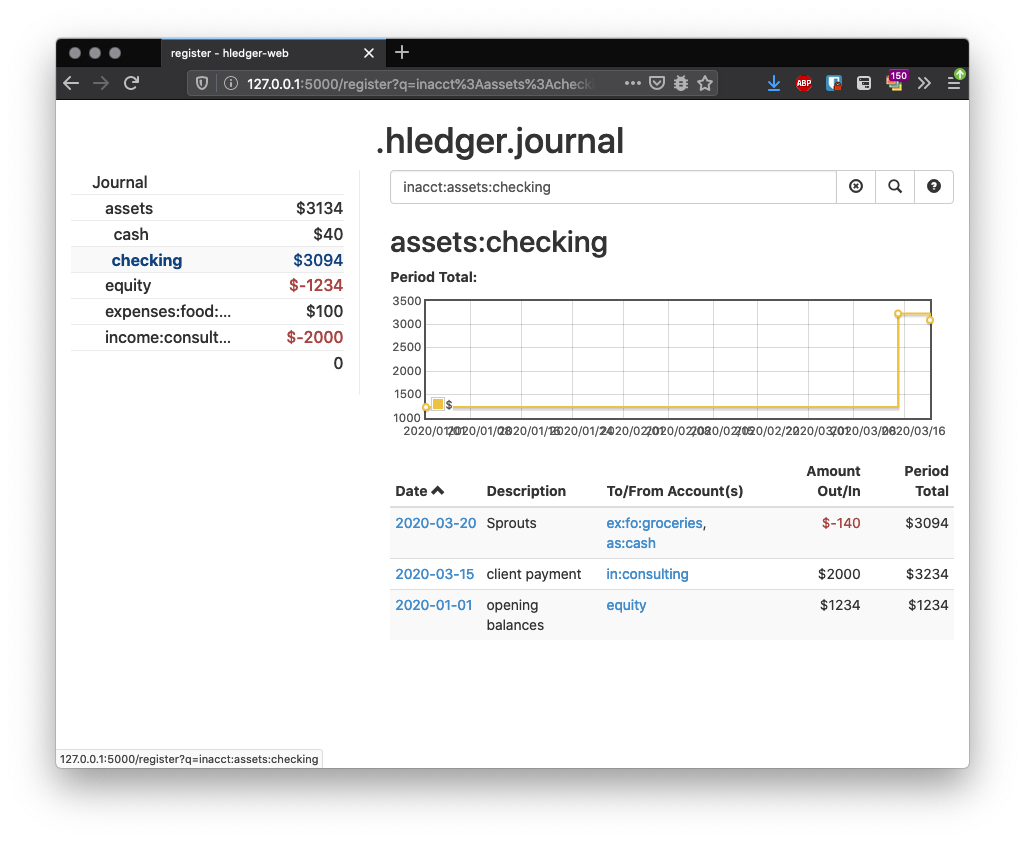 register - hledger-web
127.0.0.1:5000/register?q=inacct%3Aassets%3Acheck
ABP
150
.hledger.journal
Journal
assets $3134
cash $40
checking $3094
equity $-1234
expenses:food:... $100
income:consult... $-2000
0
inacct:assets:checking
assets:checking
Period Total:
3500
3000
2500
2000
1500
1000
$
2020/01/01 2020/01/08 2020/01/16 2020/01/24 2020/02/01 2020/02/08 2020/02/15 2020/02/22 2020/03/01 2020/03/08 2020/03/16
Date Description To/From Account(s) Amount Out/In Period Total
2020-03-20 Sprouts ex:fo:groceries, $-140 $3094
as:cash
2020-03-15 client payment in:consulting $2000 $3234
2020-01-01 opening equity $1234 $1234
balances
127.0.0.1:5000/register?q=inacct:assets:checking